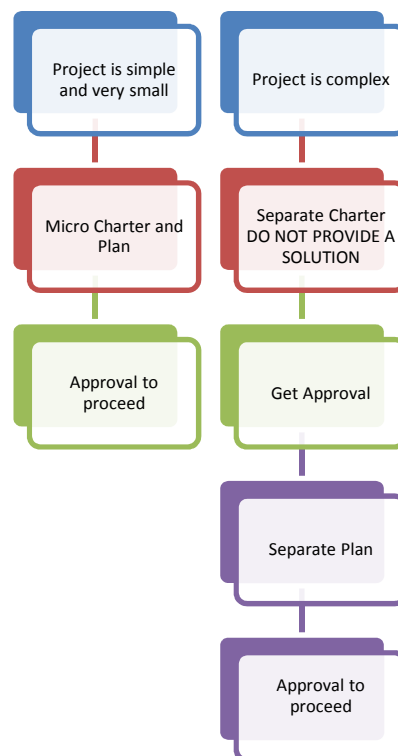 Project is simple
and very small
Micro Charter and
Plan
Approval to
proceed
Project is complex
Separate Charter
DO NOT PROVIDE A
SOLUTION
Get Approval
Separate Plan
Approval to
proceed